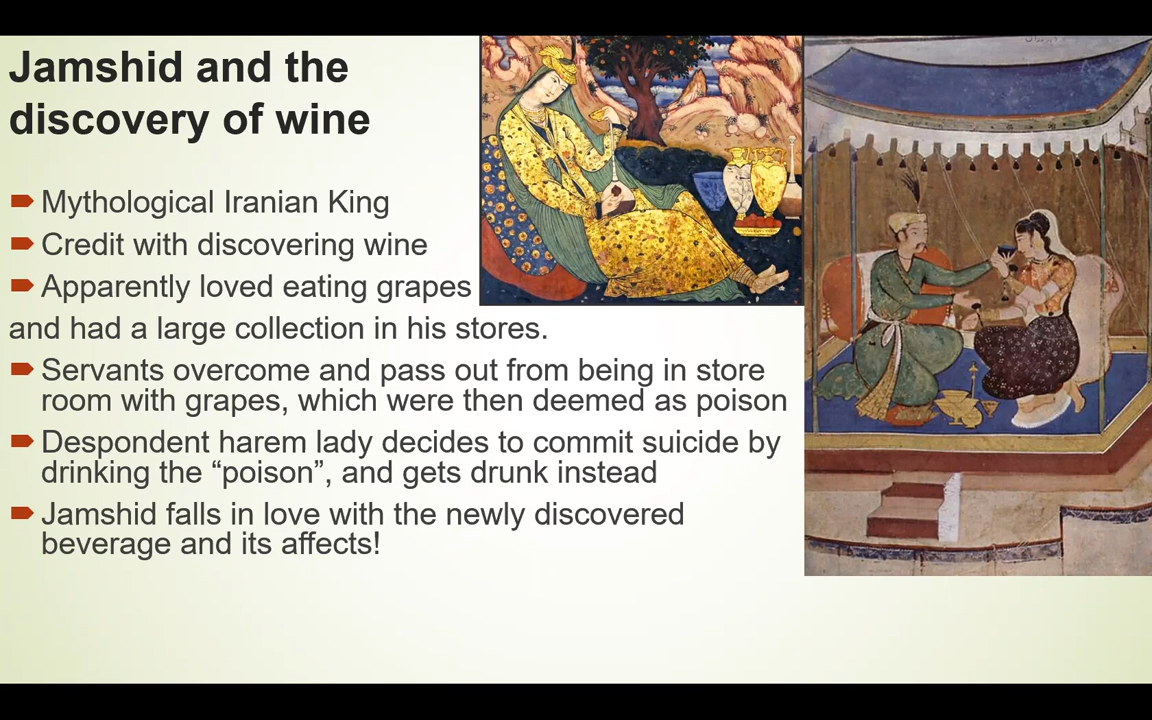 Jamshid and the
discovery of wine
Mythological Iranian King
Credit with discovering wine
Apparently loved eating grapes
and had a large collection in his stores.
Servants overcome and pass out from being in store
room with grapes, which were then deemed as poison
Despondent harem lady decides to commit suicide by
drinking the “poison”, and gets drunk instead
Jamshid falls in love with the newly discovered
beverage and its affects!